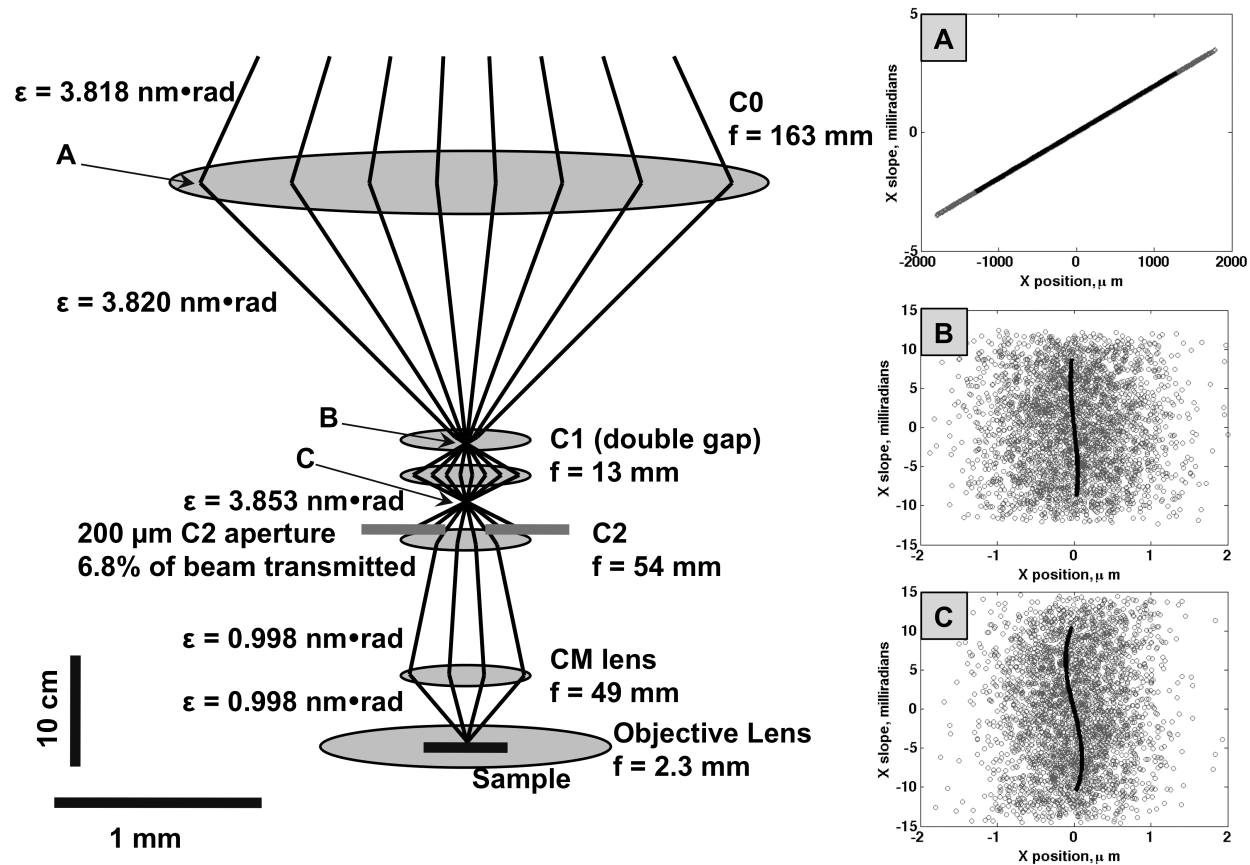 ε = 3.818 nm•rad
C0
f = 163 mm
A
ε = 3.820 nm•rad
B
C1 (double gap)
f = 13 mm
C
ε = 3.853 nm•rad
200 µm C2 aperture
6.8% of beam transmitted
C2
f = 54 mm
ε = 0.998 nm•rad
CM lens
f = 49 mm
ε = 0.998 nm•rad
10 cm
Objective Lens
f = 2.3 mm
Sample
1 mm
A
X slope, milliradians
5
0
-5
-2000 -1000 0 1000 2000
X position, µ m
B
X slope, milliradians
15
10
5
0
-5
-10
-15
-2 -1 0 1 2
X position, µ m
C
X slope, milliradians
15
10
5
0
-5
-10
-15
-2 -1 0 1 2
X position, µ m